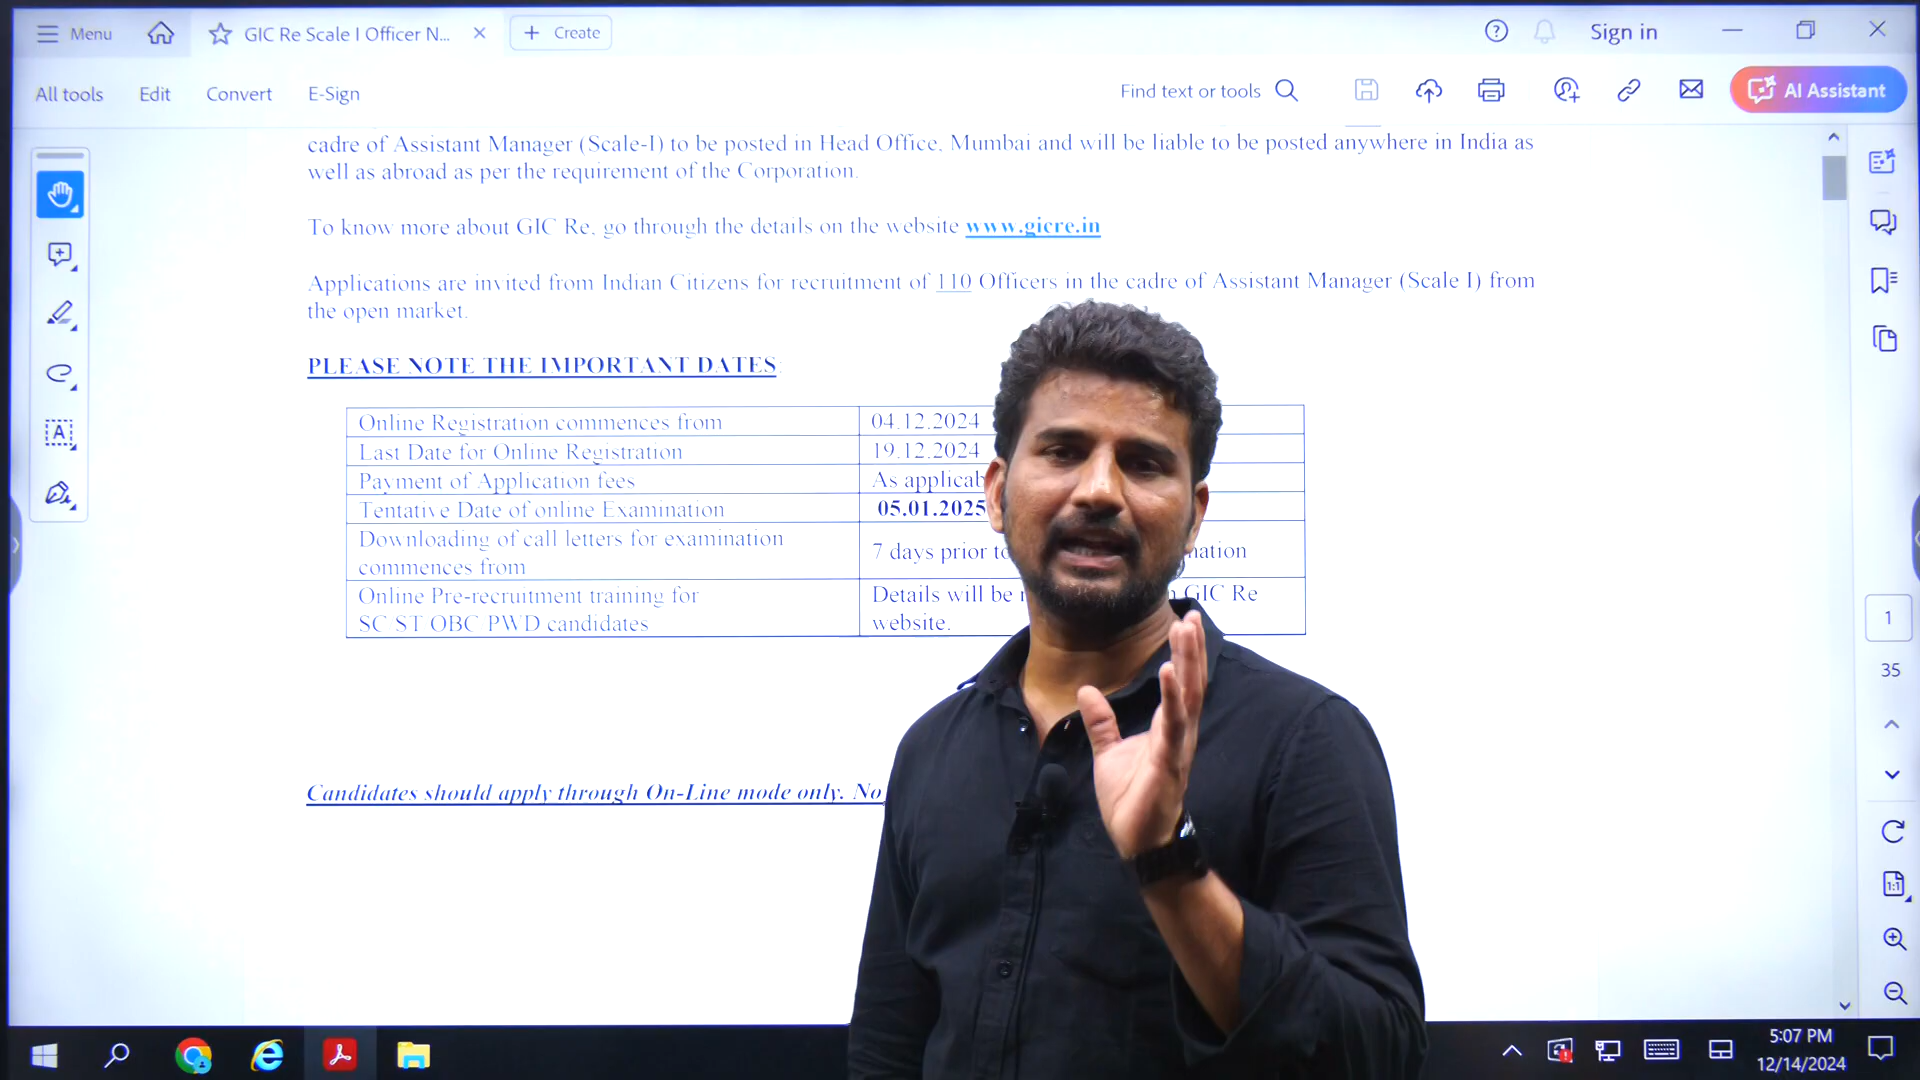 Menu
GIC Re Scale I Officer N...
Create
Sign in
All tools
Edit
Convert
E-Sign
Find text or tools
AI Assistant
cadre of Assistant Manager (Scale-I) to be posted in Head Office, Mumbai and will be liable to be posted anywhere in India as
well as abroad as per the requirement of the Corporation.
To know more about GIC Re, go through the details on the website www.gicre.in
Applications are invited from Indian Citizens for recruitment of 110 Officers in the cadre of Assistant Manager (Scale I) from
the open market.
PLEASE NOTE THE IMPORTANT DATES
Online Registration commences from 04.12.2024
Last Date for Online Registration 19.12.2024
Payment of Application fees As applicab
Tentative Date of online Examination 05.01.2025
Downloading of call letters for examination
commences from
7 days prior to nation
Online Pre-recruitment training for Details will be GIC Re
SC ST OBC PWD candidates website.
Candidates should apply through On-Line mode only. No
1
35
5:07 PM
12/14/2024